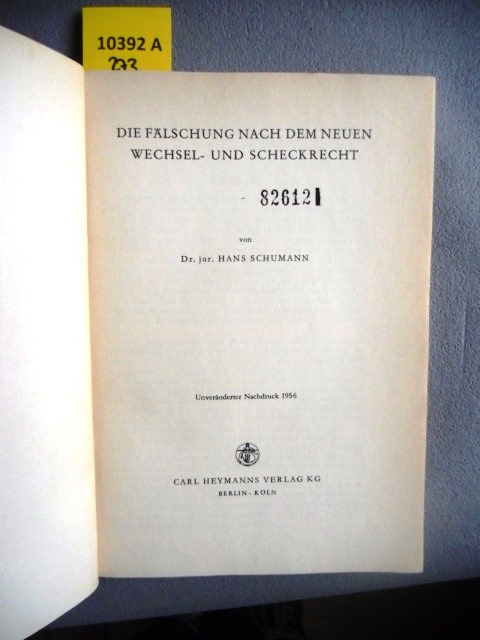 10392 A
233
DIE FÄLSCHUNG NACH DEM NEUEN
WECHSEL- UND SCHECKRECHT
- 82612
von
Dr. jur. HANS SCHUMANN
Unveränderter Nachdruck 1956
CARL HEYMANNS VERLAG KG
BERLIN - KÖLN